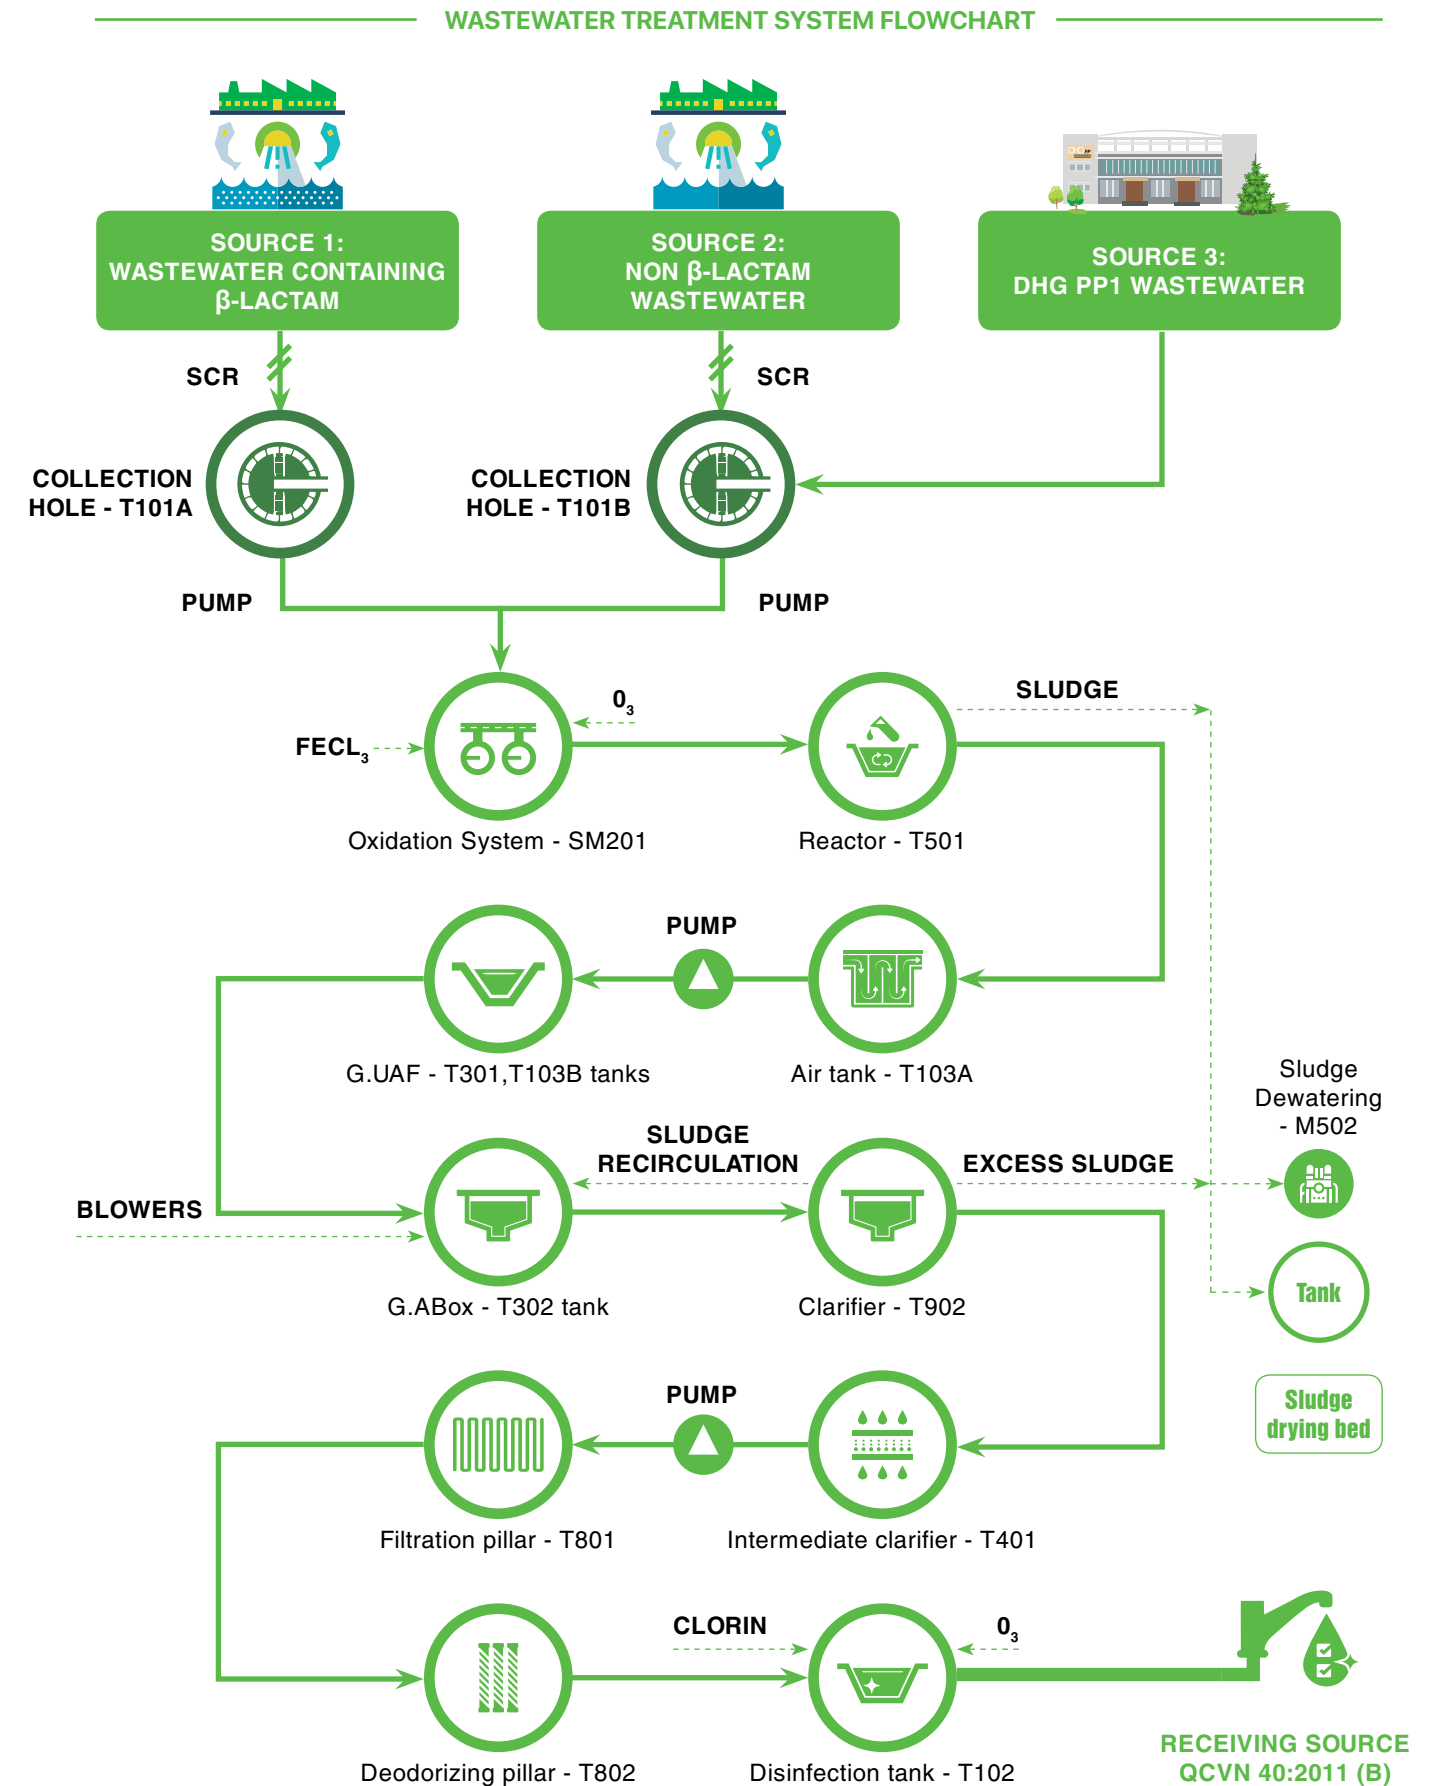 WASTEWATER TREATMENT SYSTEM FLOWCHART
SOURCE 1:
WASTEWATER CONTAINING
β-LACTAM
SOURCE 2:
NON β-LACTAM
WASTEWATER
SOURCE 3:
DHG PP1 WASTEWATER
SCR
SCR
COLLECTION
HOLE - T101A
COLLECTION
HOLE - T101B
PUMP
PUMP
0₃
FECL₃
SLUDGE
Oxidation System - SM201
Reactor - T501
PUMP
G.UAF - T301,T103B tanks
Air tank - T103A
Sludge
Dewatering
- M502
SLUDGE
RECIRCULATION
EXCESS SLUDGE
BLOWERS
Tank
G.ABox - T302 tank
Clarifier - T902
PUMP
Sludge
drying bed
Filtration pillar - T801
Intermediate clarifier - T401
CLORIN
0₃
Deodorizing pillar - T802
Disinfection tank - T102
RECEIVING SOURCE
QCVN 40:2011 (B)